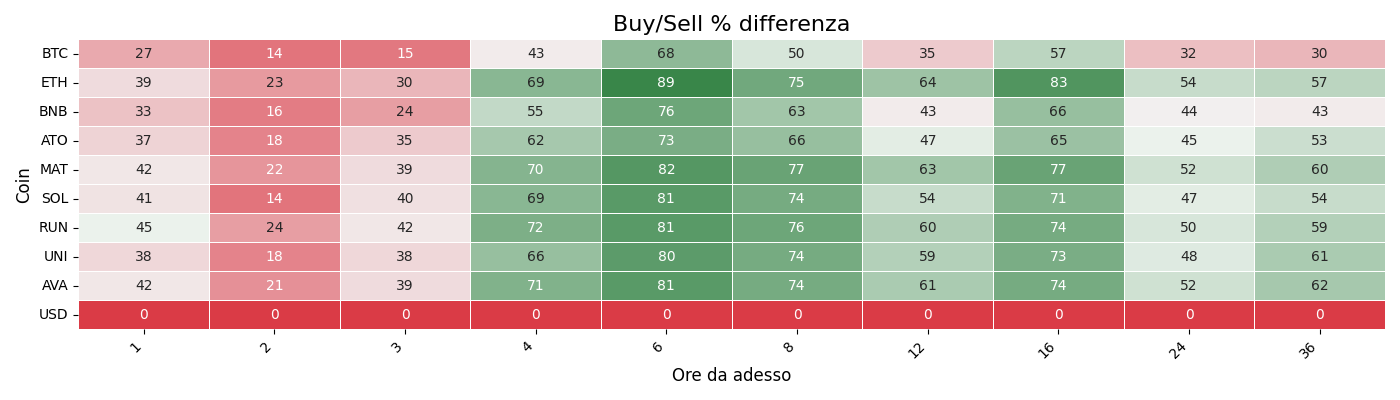 Buy/Sell % differenza
Coin
BTC 27 14 15 43 68 50 35 57 32 30
ETH 39 23 30 69 89 75 64 83 54 57
BNB 33 16 24 55 76 63 43 66 44 43
ATO 37 18 35 62 73 66 47 65 45 53
MAT 42 22 39 70 82 77 63 77 52 60
SOL 41 14 40 69 81 74 54 71 47 54
RUN 45 24 42 72 81 76 60 74 50 59
UNI 38 18 38 66 80 74 59 73 48 61
AVA 42 21 39 71 81 74 61 74 52 62
USD 0 0 0 0 0 0 0 0 0 0
1 2 3 4 6 8 12 16 24 36
Ore da adesso